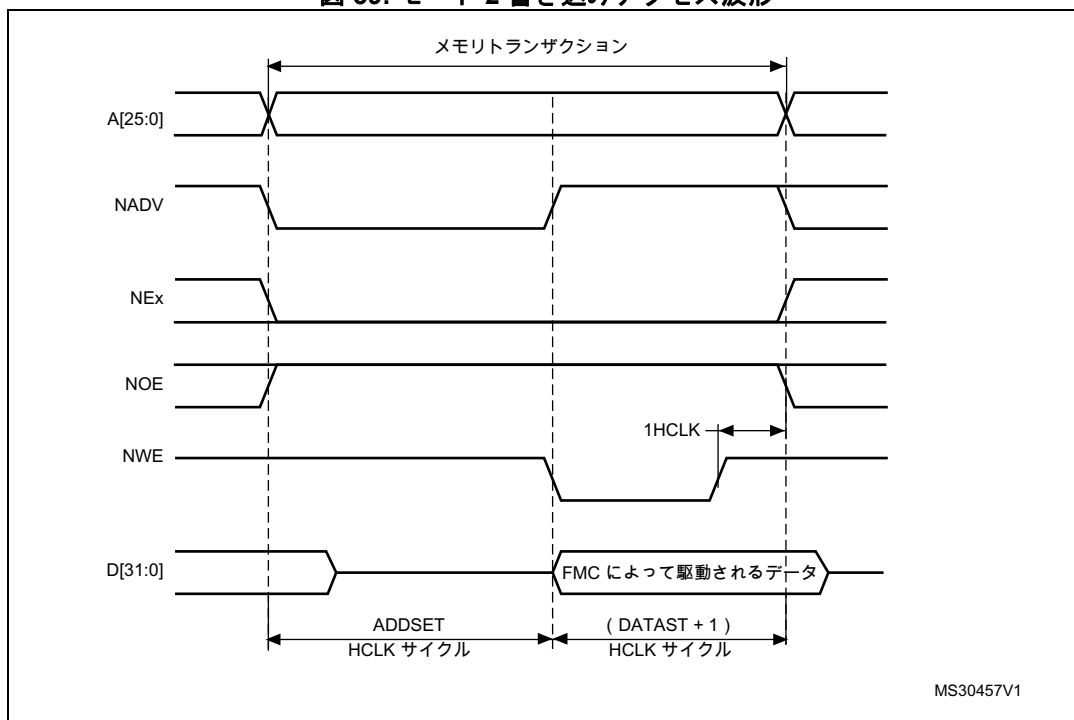 メモリトランザクション
A[25:0]
NADV
NEx
NOE
1HCLK
NWE
D[31:0]
FMC によって駆動されるデータ
ADDSET
HCLK サイクル
( DATAST + 1 )
HCLK サイクル
MS30457V1